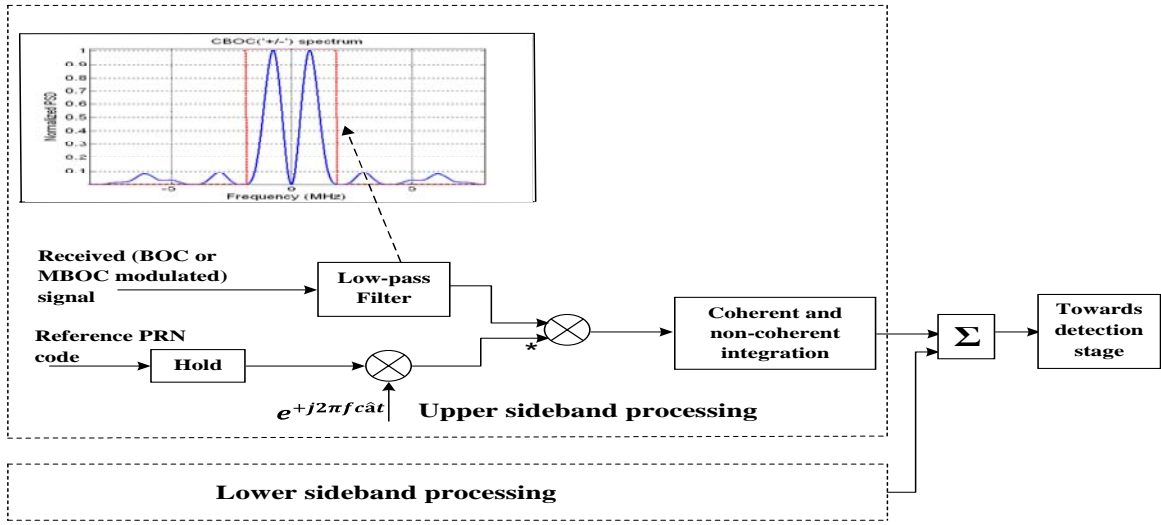 CBOC('+/-') spectrum
Normalized PSD
1
0.9
0.8
0.7
0.6
0.5
0.4
0.3
0.2
0.1
-5
0
5
Frequency (MHz)
Received (BOC or
MBOC modulated)
signal
Low-pass
Filter
Reference PRN
code
Hold
*
e^{+j2πfcât}
Upper sideband processing
Coherent and
non-coherent
integration
Σ
Towards
detection
stage
Lower sideband processing